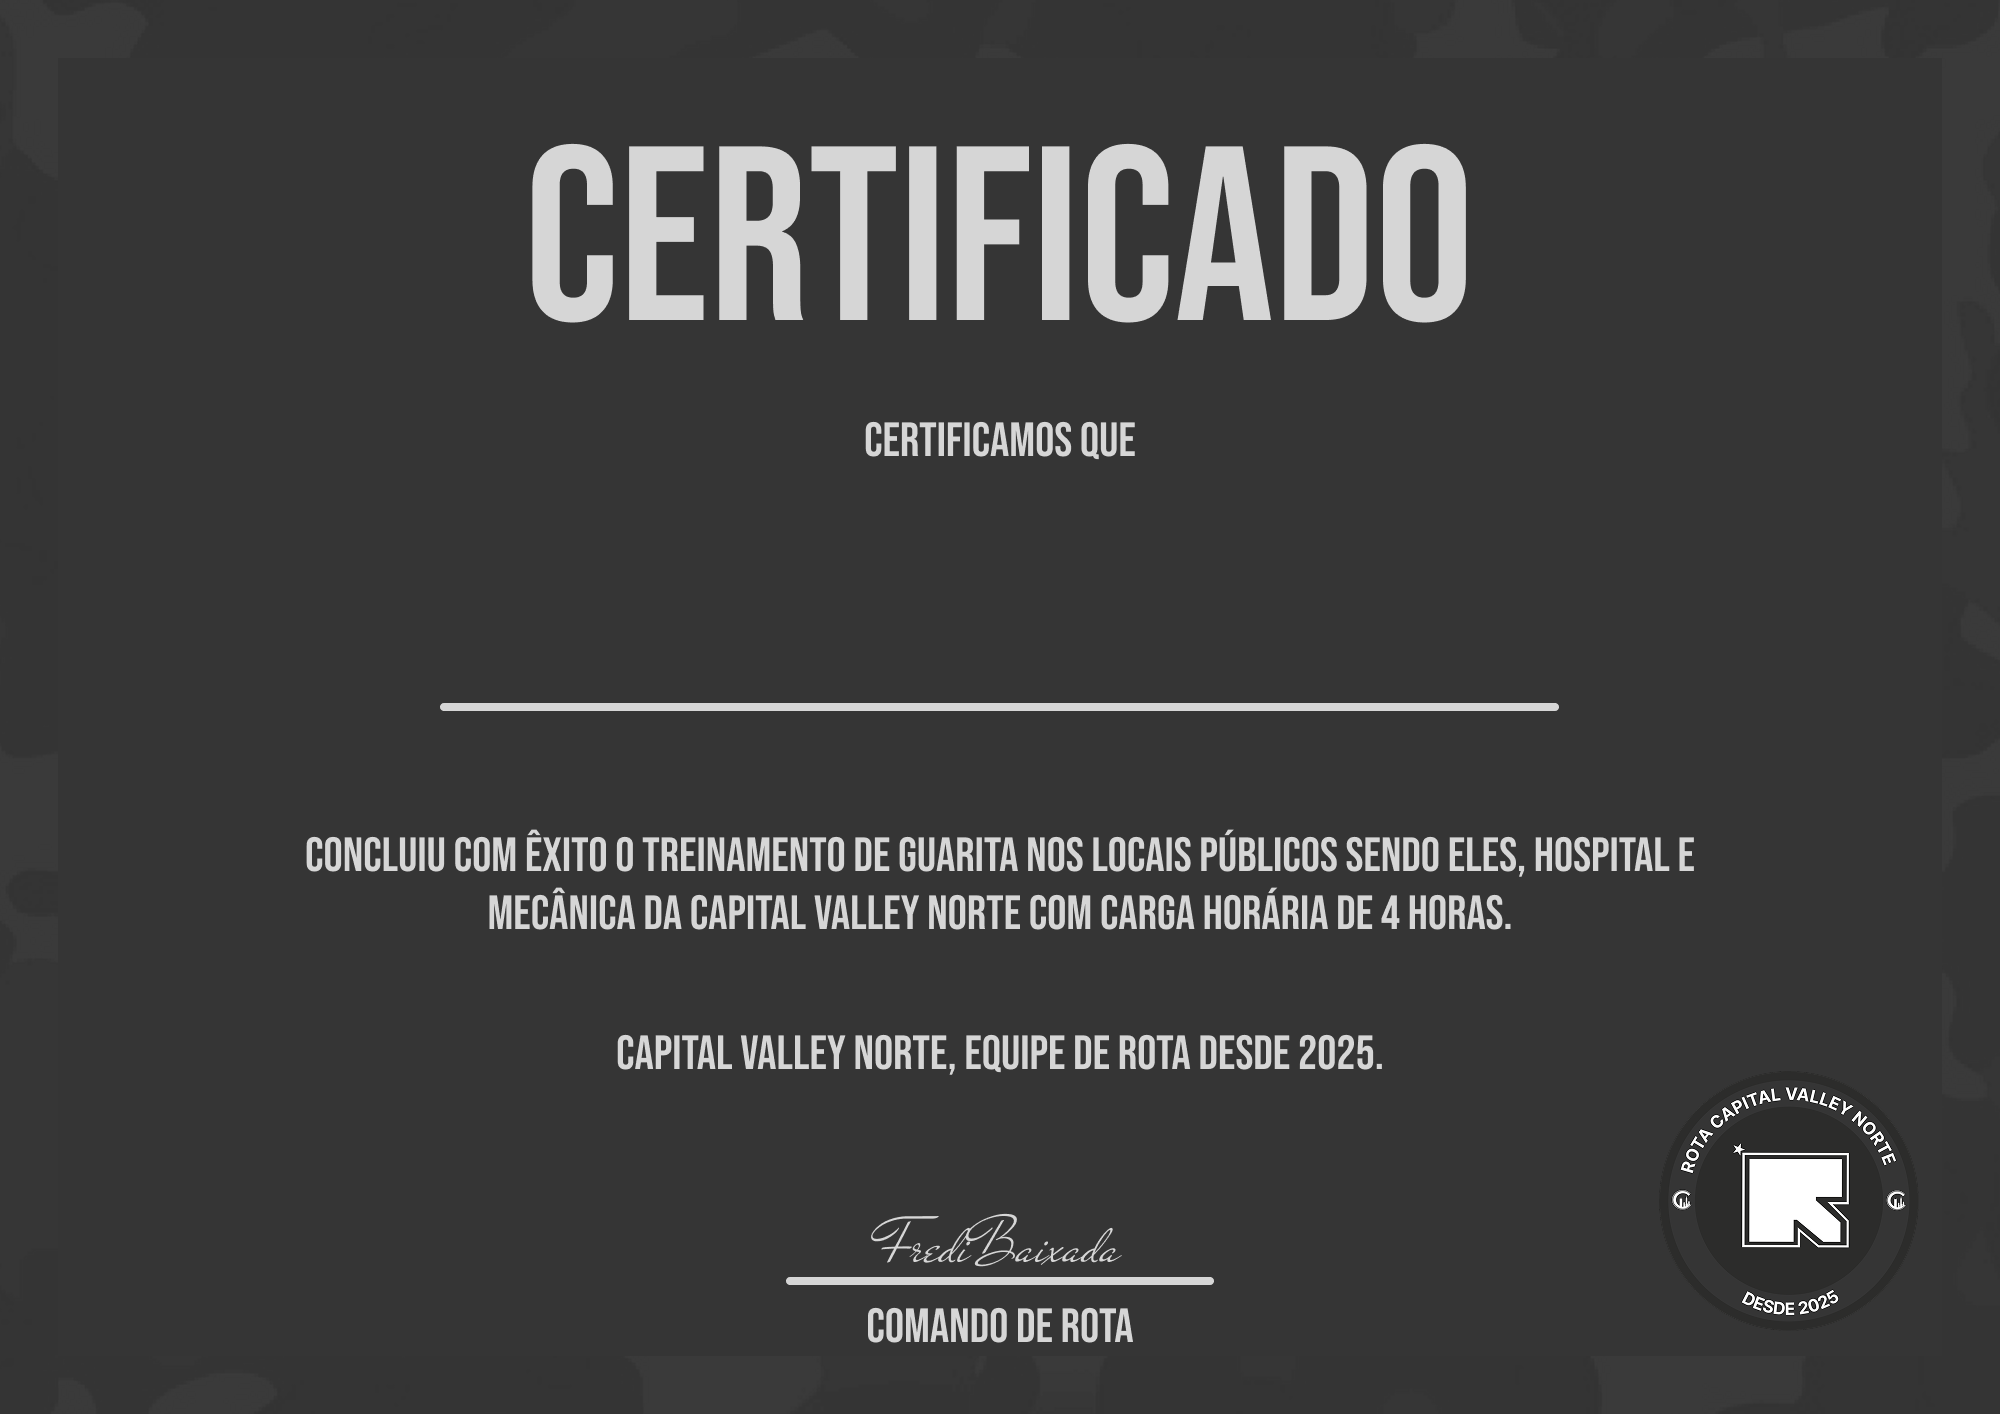 CERTIFICADO
CERTIFICAMOS QUE
CONCLUIU COM ÊXITO O TREINAMENTO DE GUARITA NOS LOCAIS PÚBLICOS SENDO ELES, HOSPITAL E
MECÂNICA DA CAPITAL VALLEY NORTE COM CARGA HORÁRIA DE 4 HORAS.
CAPITAL VALLEY NORTE, EQUIPE DE ROTA DESDE 2025.
ROTA CAPITAL VALLEY NORTE
DESDE 2025
Fredi Baixada
COMANDO DE ROTA